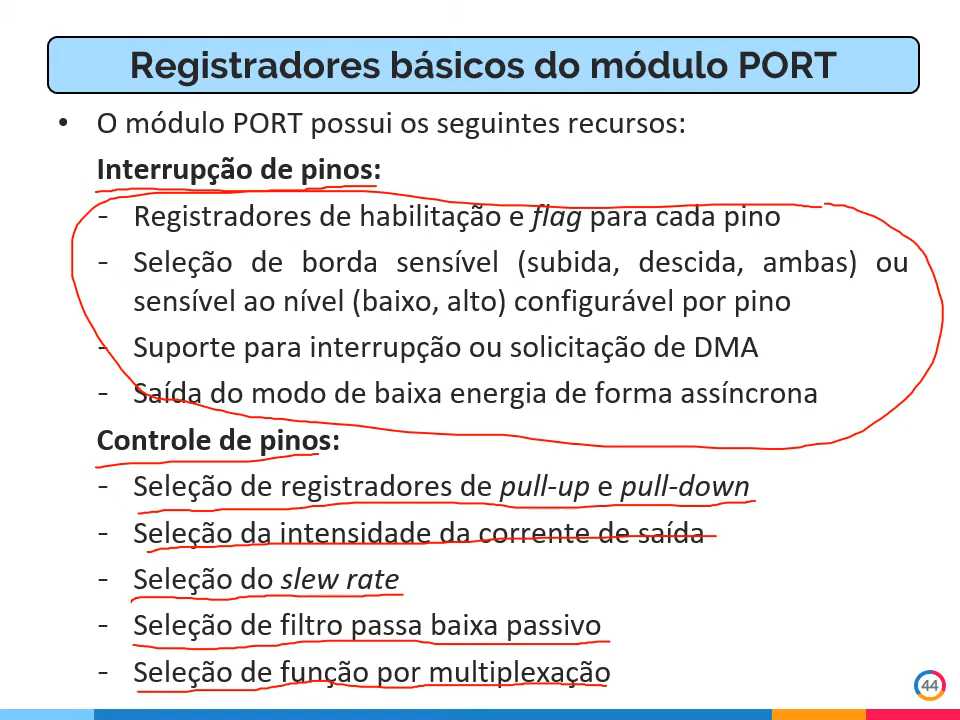 Registradores básicos do módulo PORT
• O módulo PORT possui os seguintes recursos:
Interrupção de pinos:
- Registradores de habilitação e flag para cada pino
- Seleção de borda sensível (subida, descida, ambas) ou
sensível ao nível (baixo, alto) configurável por pino
- Suporte para interrupção ou solicitação de DMA
- Saída do modo de baixa energia de forma assíncrona
Controle de pinos:
- Seleção de registradores de pull-up e pull-down
- Seleção da intensidade da corrente de saída
- Seleção do slew rate
- Seleção de filtro passa baixa passivo
- Seleção de função por multiplexação
44